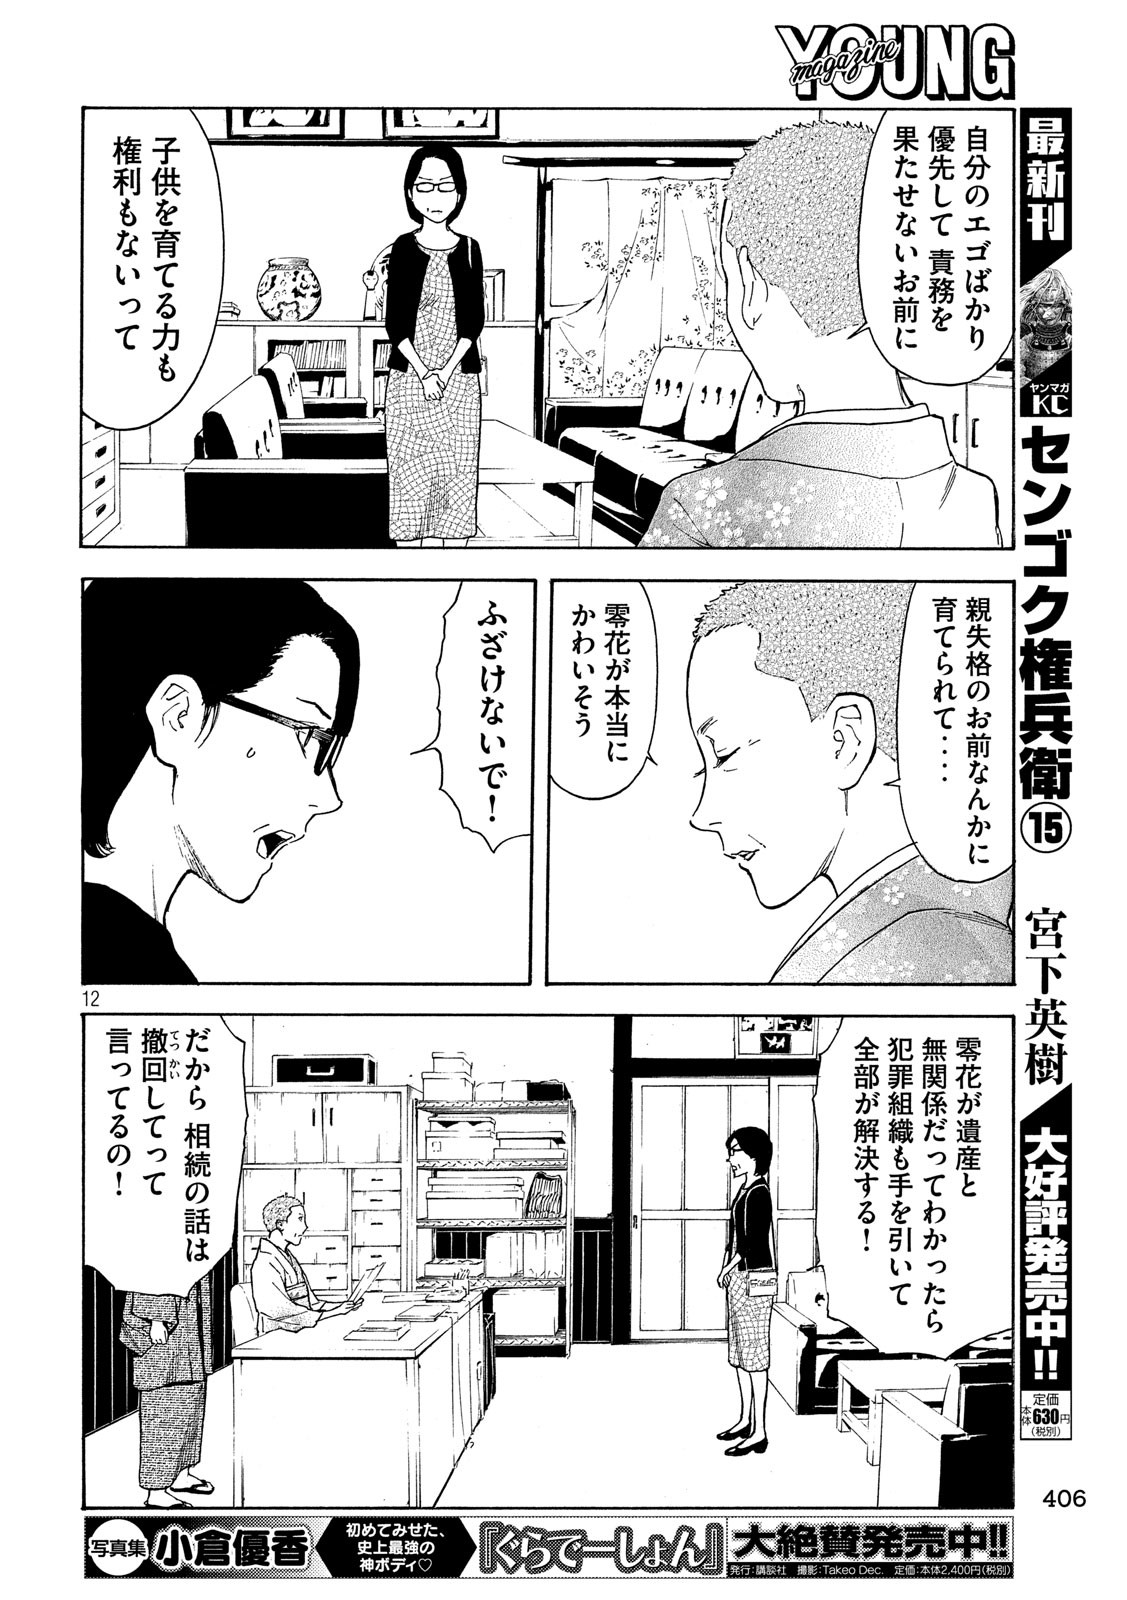 YOUNG
magazine
自分のエゴばかり
優先して 責務を
果たせないお前に
子供を育てる力も
権利もないって
親失格のお前なんかに
育てられて‥‥
零花が本当に
かわいそう
ふざけないで！
12
零花が遺産と
無関係だってわかったら
犯罪組織も手を引いて
全部が解決する！
だから 相続の話は
撤回してって
てっかい
言ってるの！
最新刊
ヤンマガ
KC
センゴク権兵衛⑮
宮下英樹
大好評発売中!!
定価
本体630円
(税別)
406
写真集
小倉優香
初めてみせた、
史上最強の
神ボディ♡
『ぐらでーしょん』
大絶賛発売中!!
発行：講談社 撮影：Takeo Dec. 定価：本体2,400円(税別)